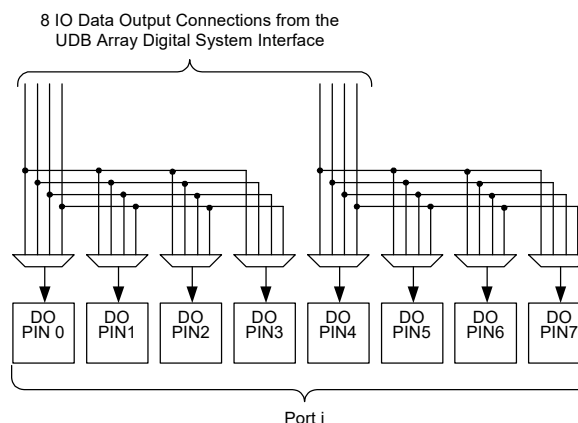 8 IO Data Output Connections from the
UDB Array Digital System Interface
DO
PIN 0
DO
PIN1
DO
PIN2
DO
PIN3
DO
PIN4
DO
PIN5
DO
PIN6
DO
PIN7
Port i